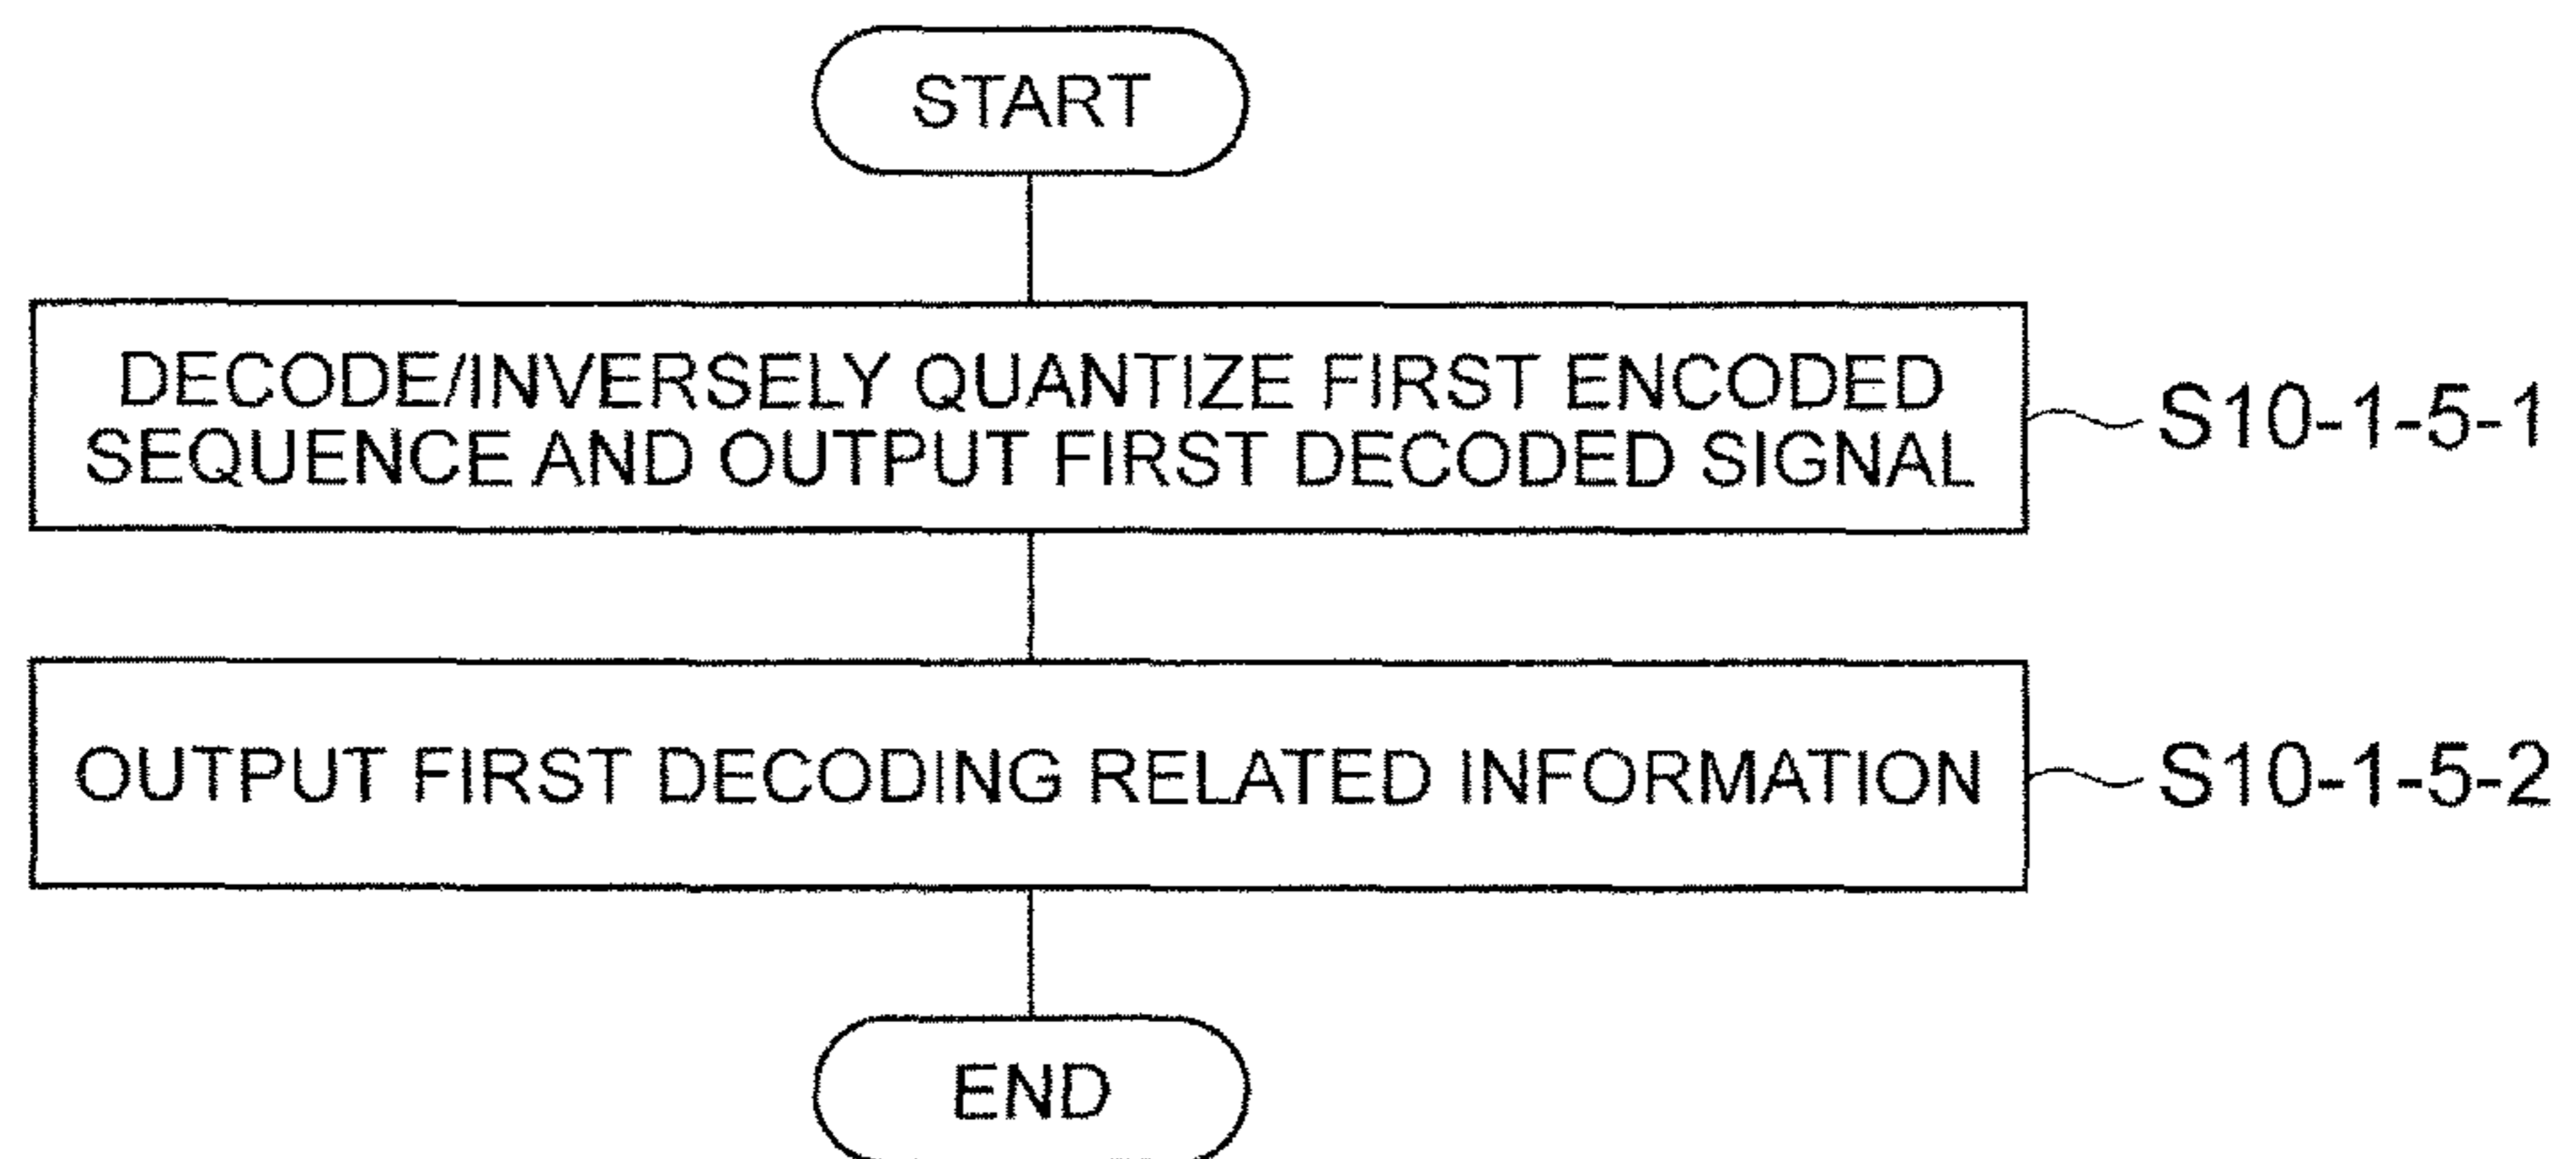 START
DECODE/INVERSELY QUANTIZE FIRST ENCODED
SEQUENCE AND OUTPUT FIRST DECODED SIGNAL
S10-1-5-1
OUTPUT FIRST DECODING RELATED INFORMATION
S10-1-5-2
END